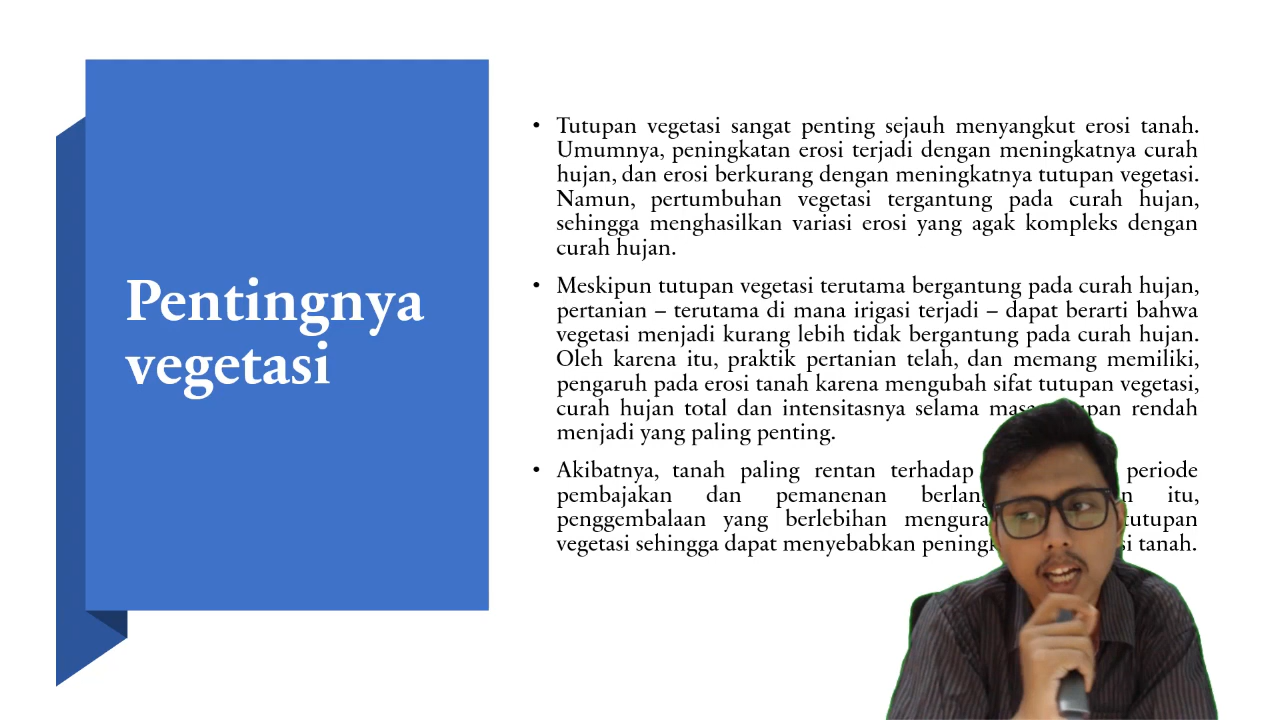 Pentingnya
vegetasi
• Tutupan vegetasi sangat penting sejauh menyangkut erosi tanah.
Umumnya, peningkatan erosi terjadi dengan meningkatnya curah
hujan, dan erosi berkurang dengan meningkatnya tutupan vegetasi.
Namun, pertumbuhan vegetasi tergantung pada curah hujan,
sehingga menghasilkan variasi erosi yang agak kompleks dengan
curah hujan.
• Meskipun tutupan vegetasi terutama bergantung pada curah hujan,
pertanian – terutama di mana irigasi terjadi – dapat berarti bahwa
vegetasi menjadi kurang lebih tidak bergantung pada curah hujan.
Oleh karena itu, praktik pertanian telah, dan memang memiliki,
pengaruh pada erosi tanah karena mengubah sifat tutupan vegetasi,
curah hujan total dan intensitasnya selama rendah
menjadi yang paling penting.
• Akibatnya, tanah paling rentan terhadap periode
pembajakan dan pemanenan itu,
penggembalaan yang berlebihan tutupan
vegetasi sehingga dapat menyebabkan tanah.